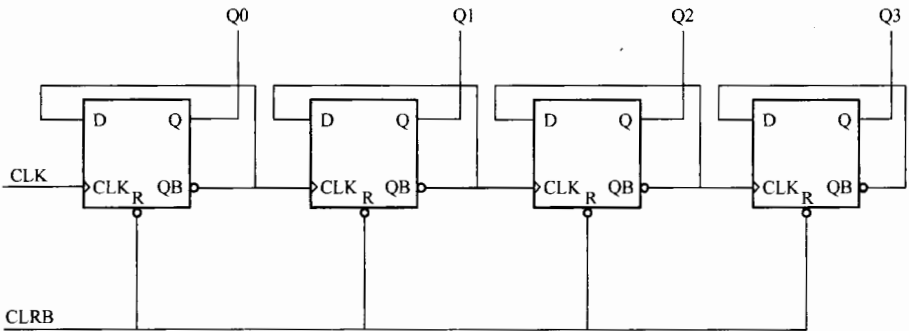 Q0 Q1 Q2 Q3
D Q D Q D Q D Q
CLK
CLK QB CLK QB CLK QB CLK QB
R R R R
CLRB